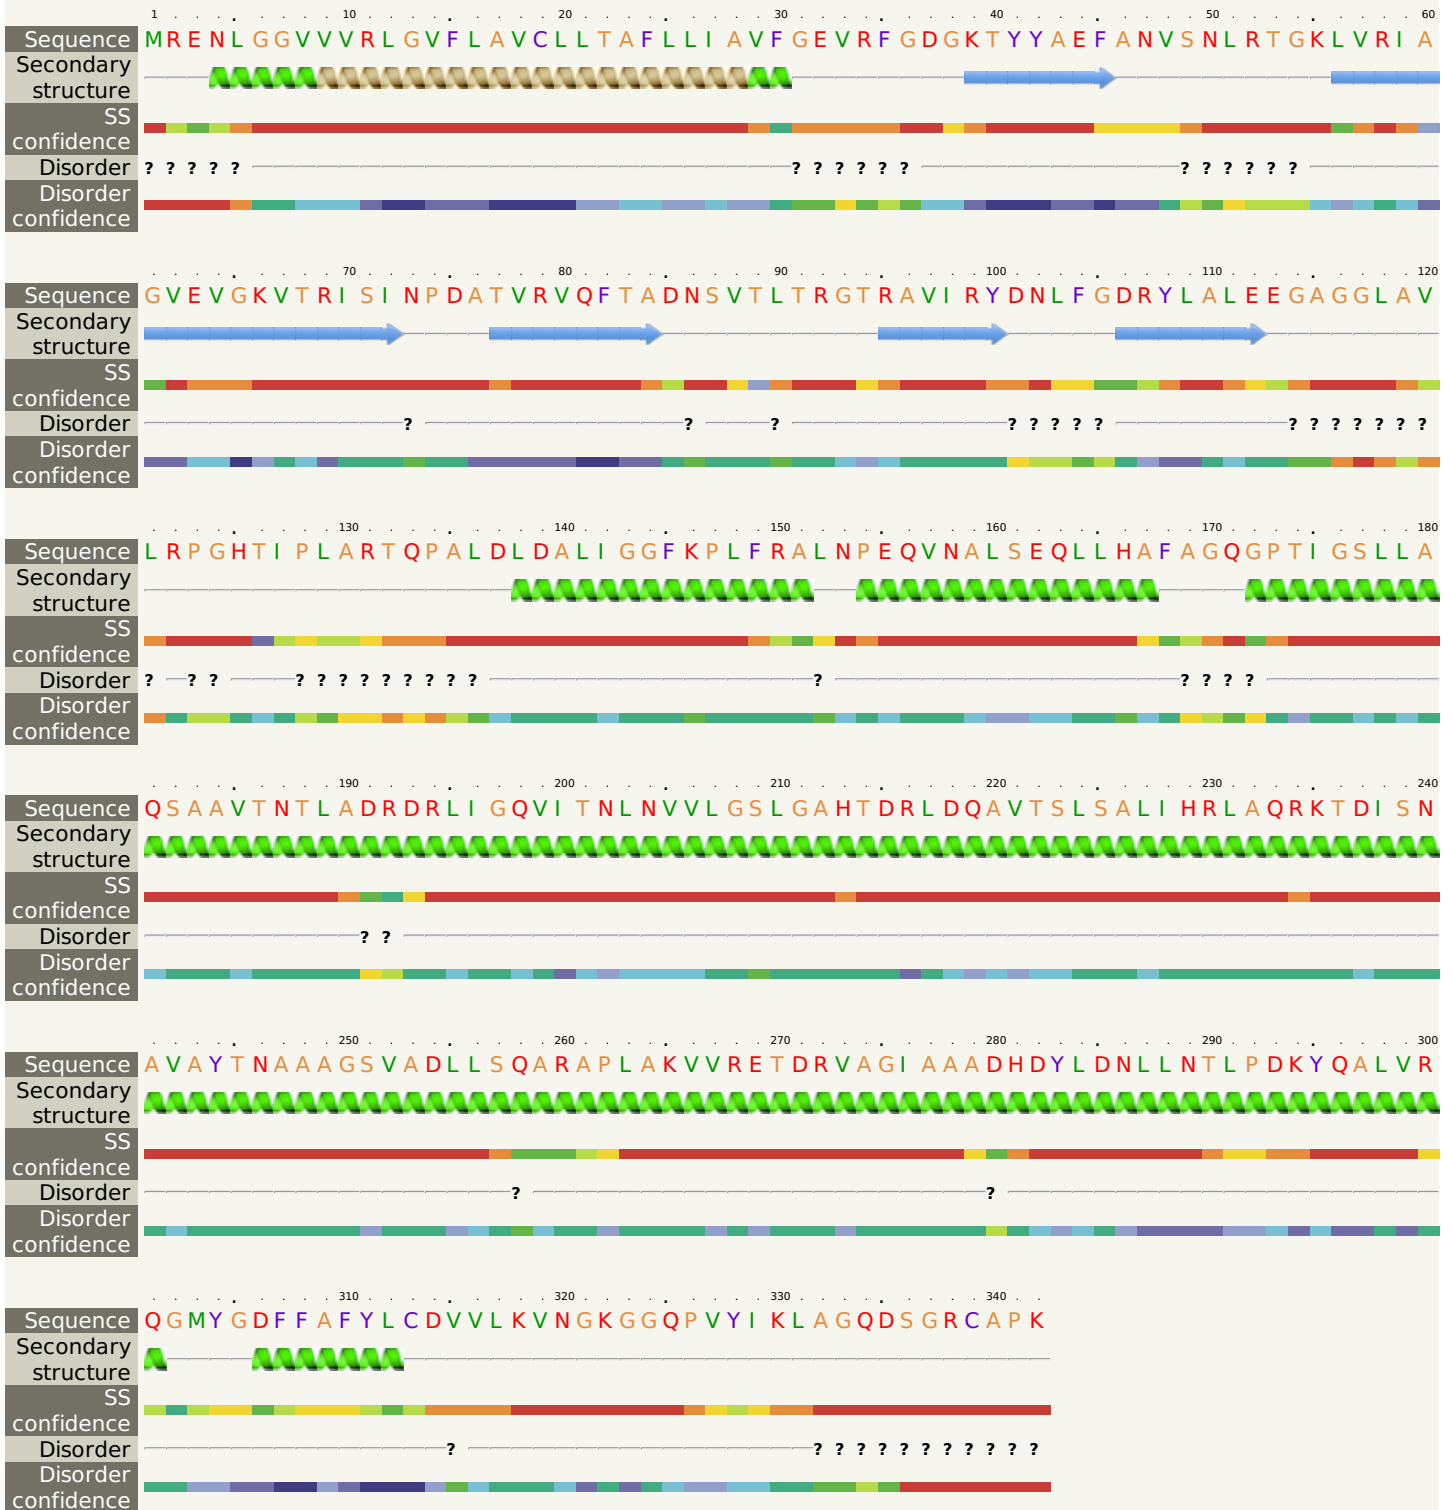 1 10 20 30 40 50 60
Sequence MRENLGGVVVRLGVFLAVCLLTAFLLIAVFGEVRFGDGKTYYAEFANVSNLRTGKLVRIA
Secondary
structure
SS
confidence
Disorder ? ? ? ? ? ? ? ? ? ? ? ? ? ? ? ? ?
Disorder
confidence
70 80 90 100 110 120
Sequence GVEVGKVTRISINPDATVRVQFTADNSVTLTRGTRAVIRYDNLFGDRYLALEEGAGGLAV
Secondary
structure
SS
confidence
Disorder ? ? ? ? ? ? ? ? ? ? ? ? ? ? ?
Disorder
confidence
130 140 150 160 170 180
Sequence LRPGHTIPLARTQPALDLDALIGGFKPLFRALNPEQVNALSEQLLHAFAGQGPTIGSLLA
Secondary
structure
SS
confidence
Disorder ? ? ? ? ? ? ? ? ? ? ? ? ? ? ? ? ?
Disorder
confidence
190 200 210 220 230 240
Sequence QSAAVTNTLADRDRLIGQVITNLNVVLGSLGAHTDRLDQAVTSLSALIHRLAQRKTDISN
Secondary
structure
SS
confidence
Disorder ? ?
Disorder
confidence
250 260 270 280 290 300
Sequence AVAYTNAAAGSVADLLSQARAPLAKVVRETDRVAGIAAADHDYLDNLLNTLPDKYQALVR
Secondary
structure
SS
confidence
Disorder ? ?
Disorder
confidence
310 320 330 340
Sequence QGMYGDFFAFYLCDVVLKVNGKGGQPVYIKLAGQDSGRCAPK
Secondary
structure
SS
confidence
Disorder ? ? ? ? ? ? ? ? ? ? ? ?
Disorder
confidence